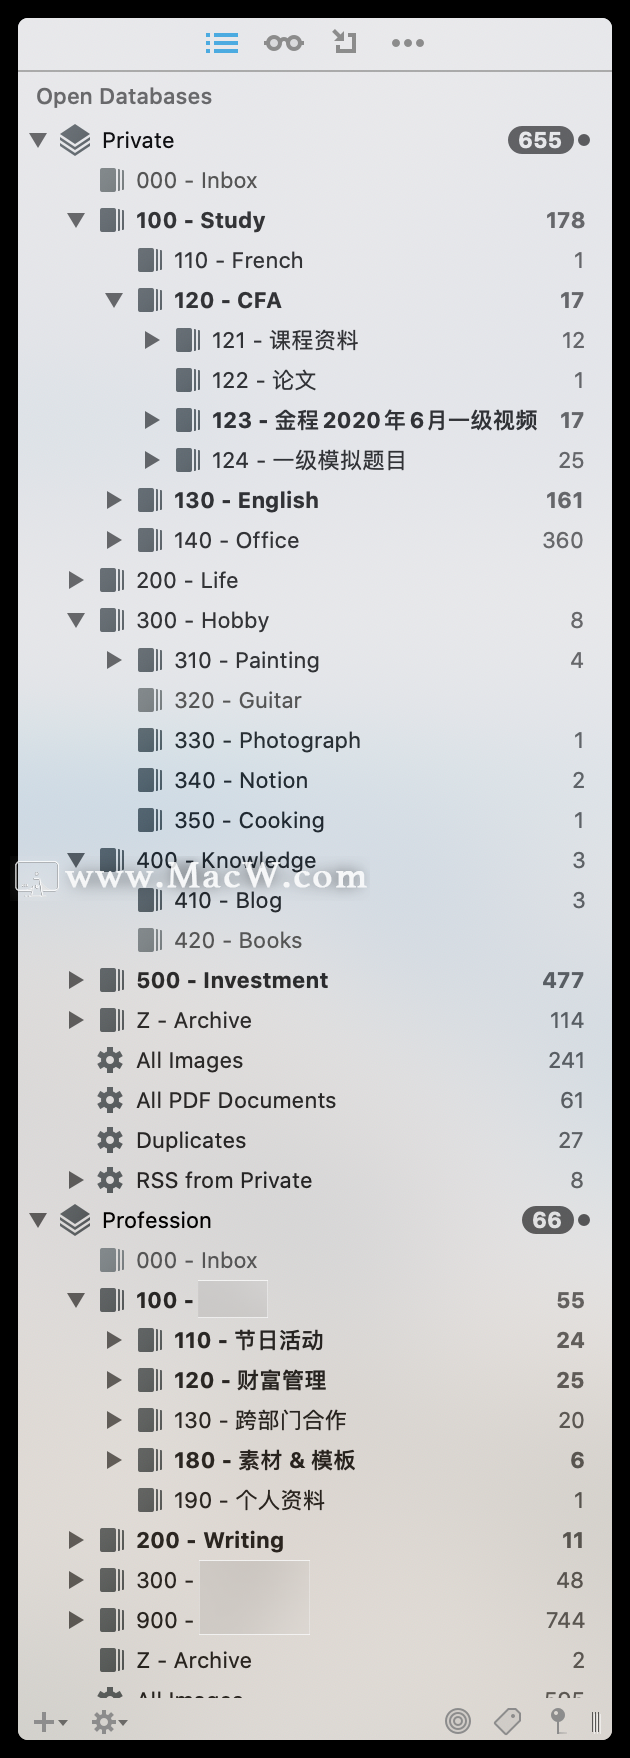 Open Databases
Private 655
000 - Inbox
100 - Study 178
110 - French 1
120 - CFA 17
121 - 课程资料 12
122 - 论文 1
123 - 金程2020年6月一级视频 17
124 - 一级模拟题目 25
130 - English 161
140 - Office 360
200 - Life
300 - Hobby 8
310 - Painting 4
320 - Guitar
330 - Photograph 1
340 - Notion 2
350 - Cooking 1
400 - Knowledge 3
www.MacW.com
410 - Blog 3
420 - Books
500 - Investment 477
Z - Archive 114
All Images 241
All PDF Documents 61
Duplicates 27
RSS from Private 8
Profession 66
000 - Inbox
100 - 55
110 - 节日活动 24
120 - 财富管理 25
130 - 跨部门合作 20
180 - 素材 & 模板 6
190 - 个人资料 1
200 - Writing 11
300 - 48
900 - 744
Z - Archive 2
All Images